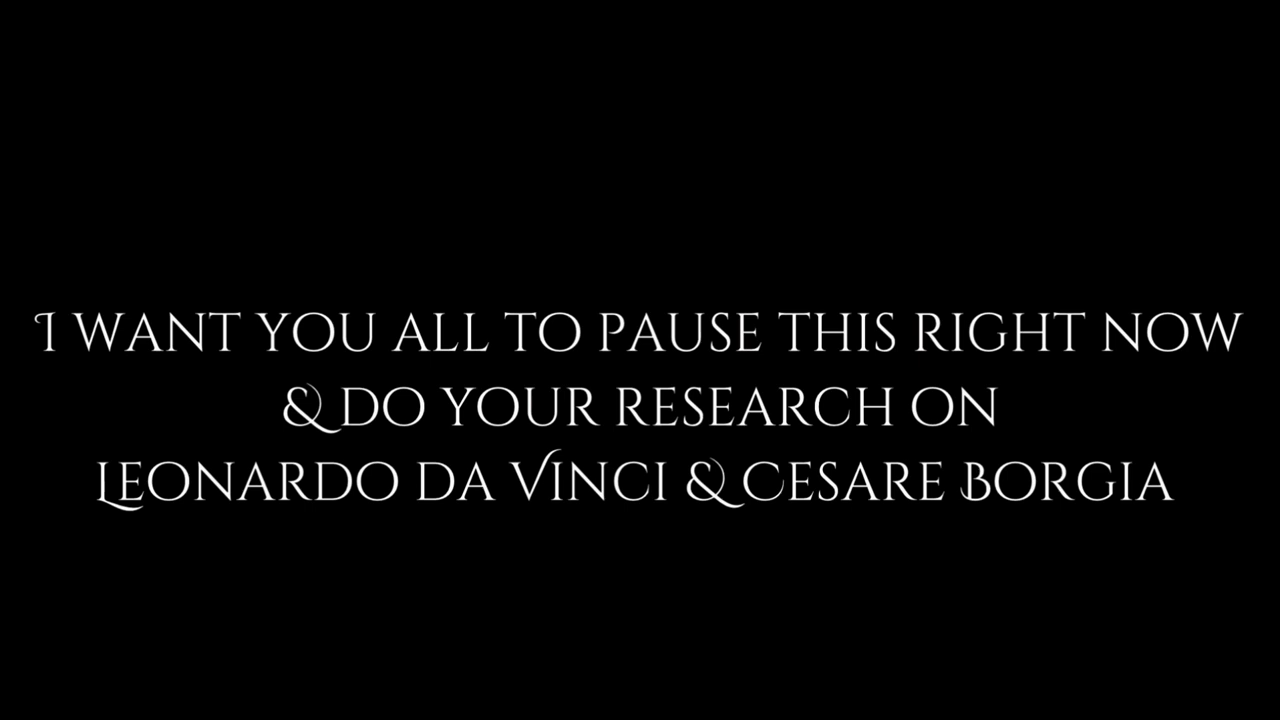 I want you all to pause this right now
& Do your research on
Leonardo da Vinci & Cesare Borgia